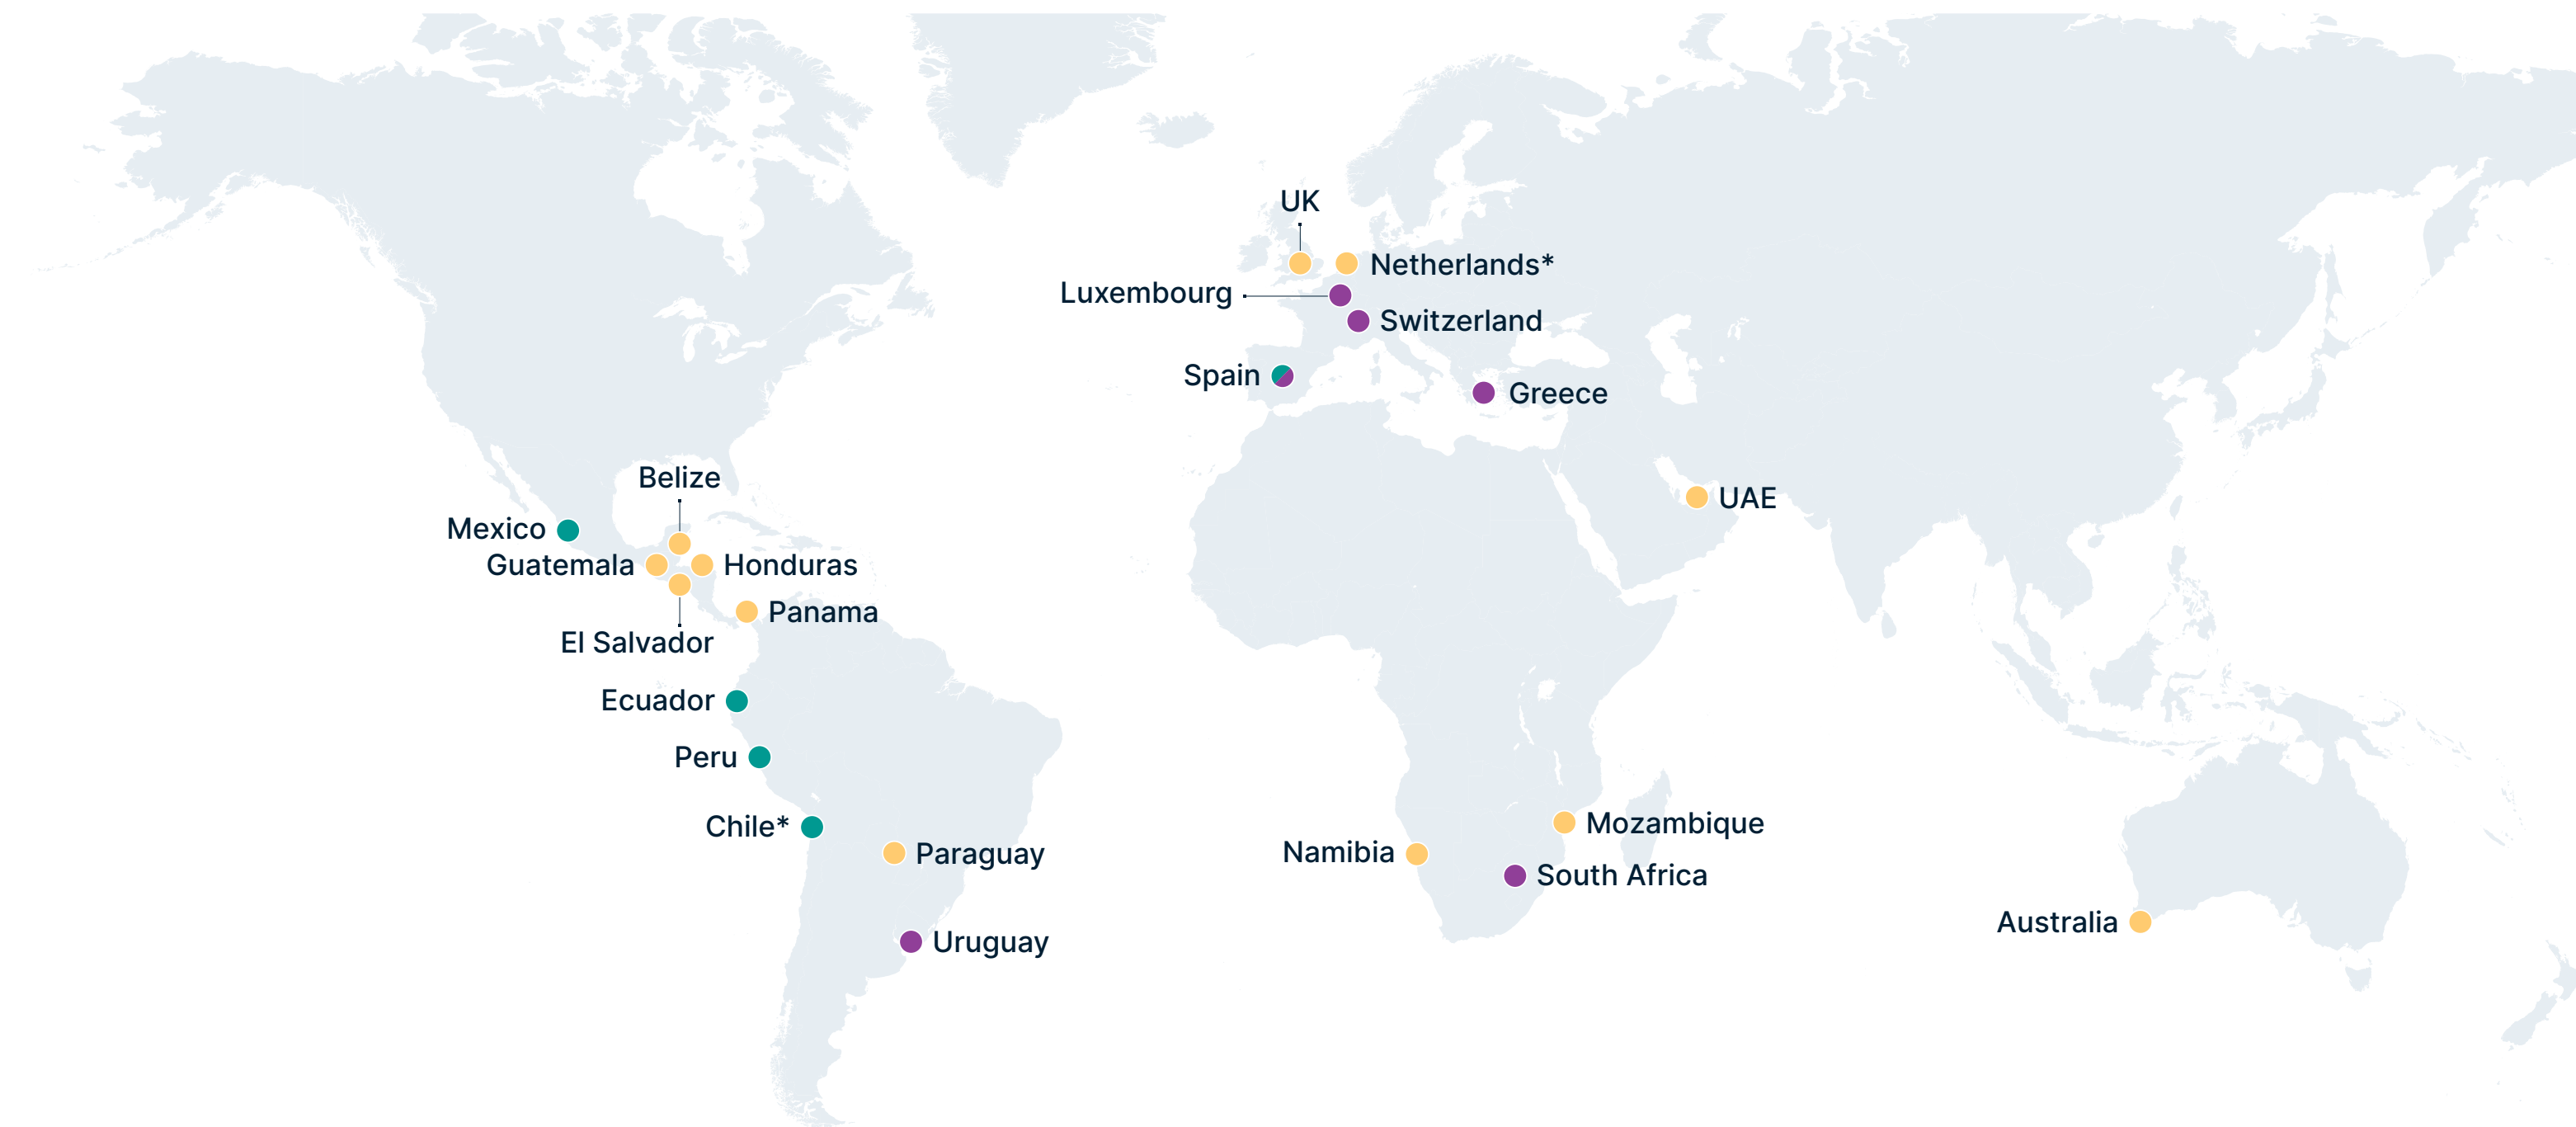 UK
Netherlands*
Luxembourg
Switzerland
Spain
Greece
Belize
UAE
Mexico
Guatemala
Honduras
Panama
El Salvador
Ecuador
Peru
Chile*
Paraguay
Mozambique
Namibia
South Africa
Australia
Uruguay